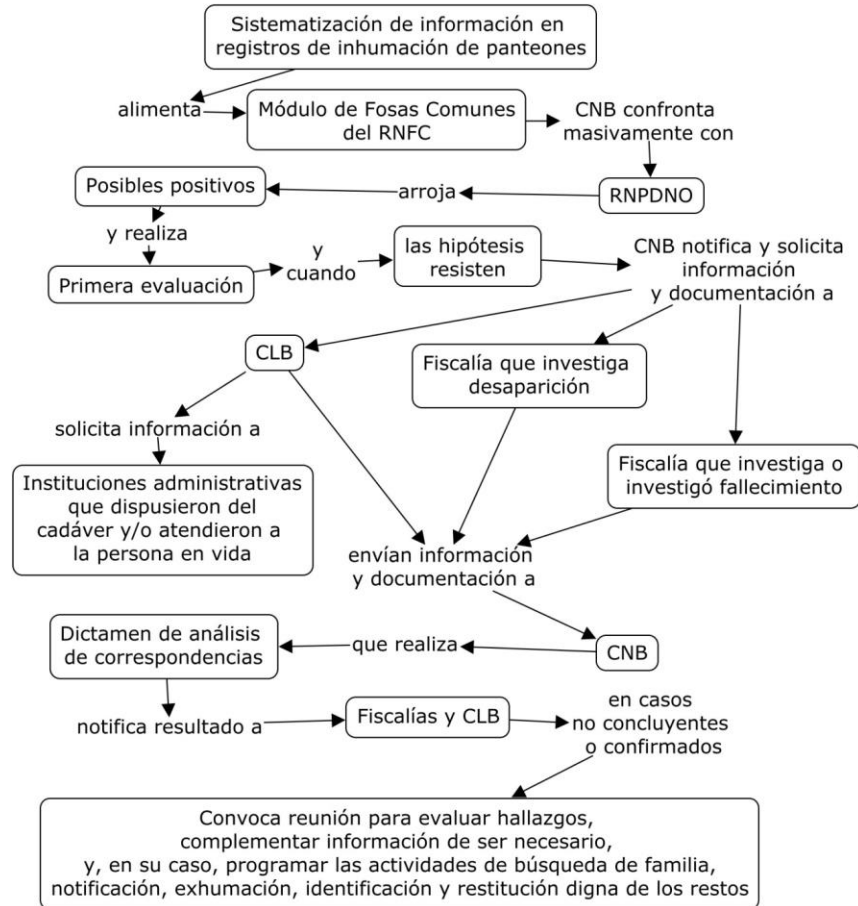 Sistematización de información en
registros de inhumación de panteones
alimenta
Módulo de Fosas Comunes
del RNFC
CNB confronta
masivamente con
RNPDNO
arroja
Posibles positivos
y realiza
Primera evaluación
y
cuando
las hipótesis
resisten
CNB notifica y solicita
información
y documentación a
CLB
Fiscalía que investiga
desaparición
Fiscalía que investiga o
investigó fallecimiento
solicita información a
Instituciones administrativas
que dispusieron del
cadáver y/o atendieron a
la persona en vida
envían información
y documentación a
CNB
que realiza
Dictamen de análisis
de correspondencias
notifica resultado a
Fiscalías y CLB
en casos
no concluyentes
o confirmados
Convoca reunión para evaluar hallazgos,
complementar información de ser necesario,
y, en su caso, programar las actividades de búsqueda de familia,
notificación, exhumación, identificación y restitución digna de los restos